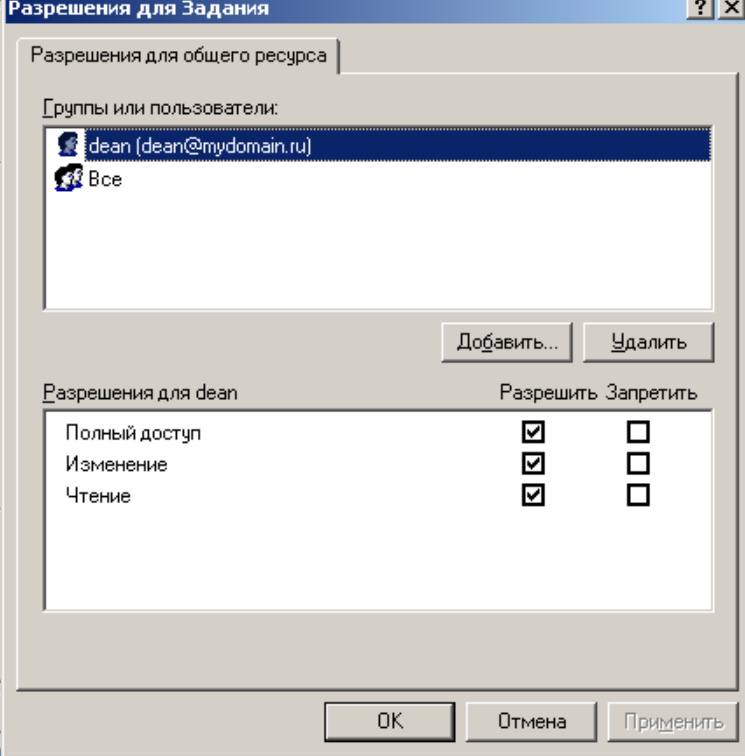 Разрешения для Задания
Разрешения для общего ресурса
Группы или пользователи:
dean (dean@mydomain.ru)
Все
Добавить... Удалить
Разрешения для dean Разрешить Запретить
Полный доступ
Изменение
Чтение
OK Отмена Применить